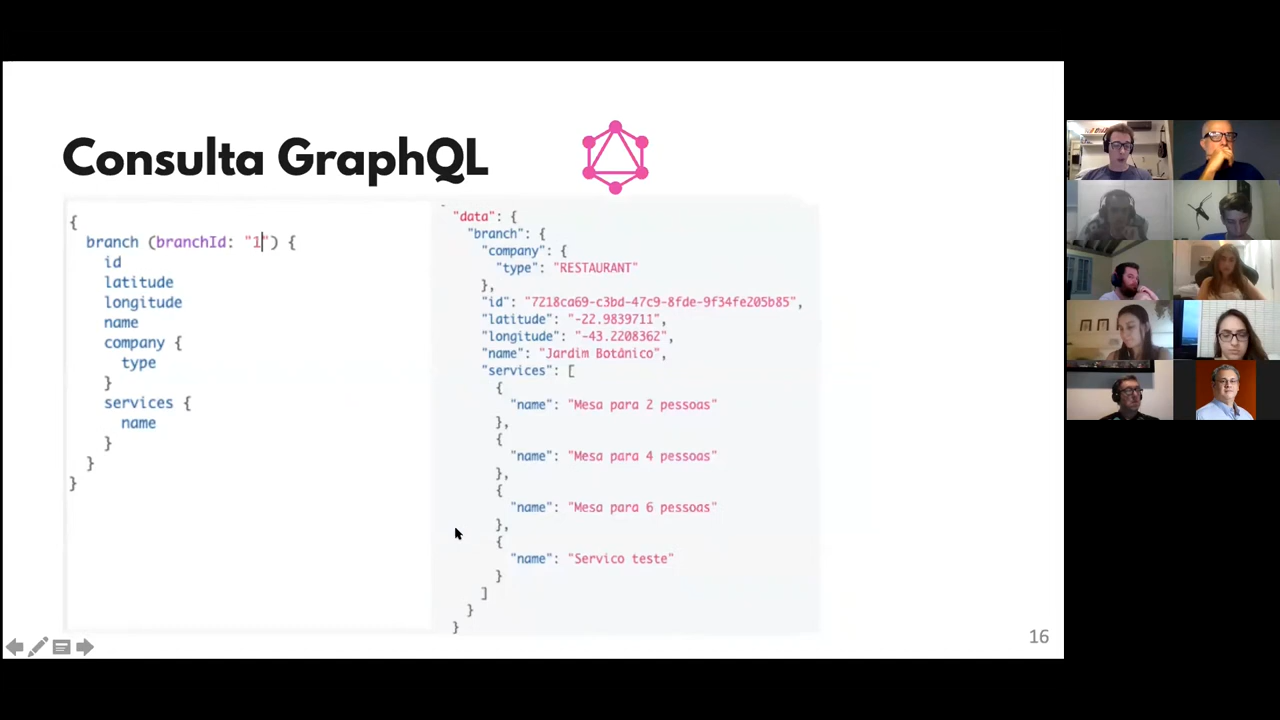 Consulta GraphQL
{
branch (branchId: "1") {
id
latitude
longitude
name
company {
type
}
services {
name
}
}
}
"data": {
"branch": {
"company": {
"type": "RESTAURANT"
},
"id": "7218ca69-c3bd-47c9-8fde-9f34fe205b85",
"latitude": "-22.9839711",
"longitude": "-43.2208362",
"name": "Jardim Botânico",
"services": [
{
"name": "Mesa para 2 pessoas"
},
{
"name": "Mesa para 4 pessoas"
},
{
"name": "Mesa para 6 pessoas"
},
{
"name": "Servico teste"
}
]
}
}
16